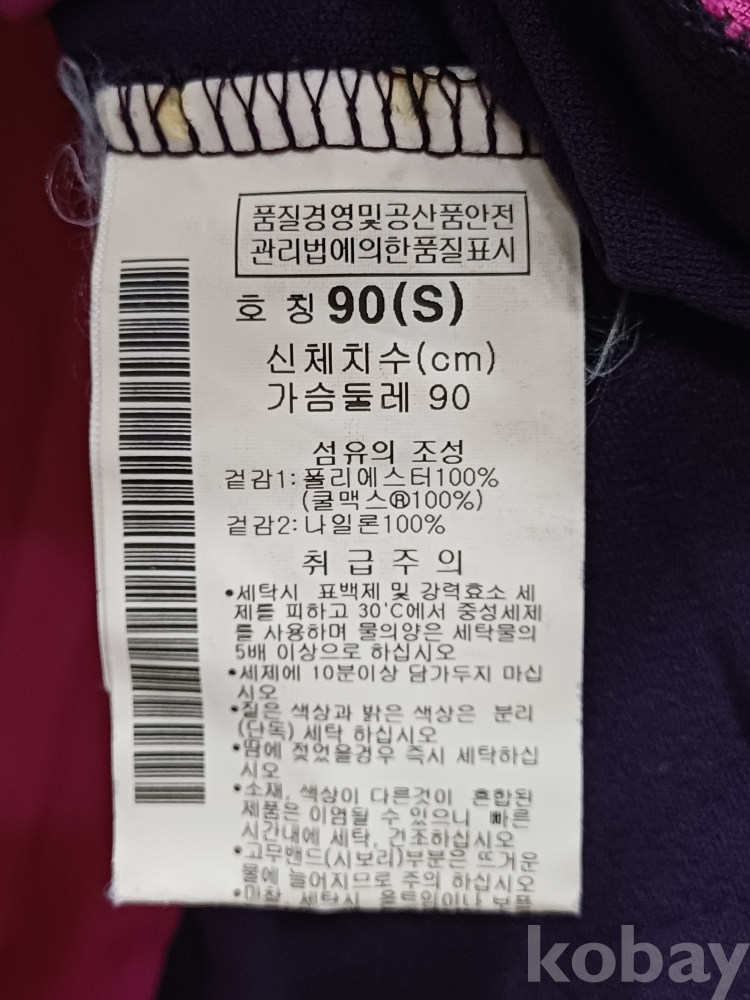 품질경영및공산품안전
관리법에의한품질표시
호 칭 90(S)
신체치수(cm)
가슴둘레 90
섬유의 조성
겉감1: 폴리에스터100%
(쿨맥스®100%)
겉감2: 나일론100%
취 급 주 의
•세탁시 표백제 및 강력효소 세
제를 피하고 30'C에서 중성세제
를 사용하며 물의양은 세탁물의
5배 이상으로 하십시오
•세제에 10분이상 담가두지 마십
시오
•짙은 색상과 밝은 색상은 분리
(단독) 세탁 하십시오
•땀에 젖었을경우 즉시 세탁하십
시오
•소재, 색상이 다른것이 혼합된
제품은 이염될 수 있으니 빠른
시간내에 세탁, 건조하십시오
•고무밴드(시보리)부분은 뜨거운
물에 늘어지므로 주의 하십시오
•마찰, 세탁시 올트임이나 보풀
kobay